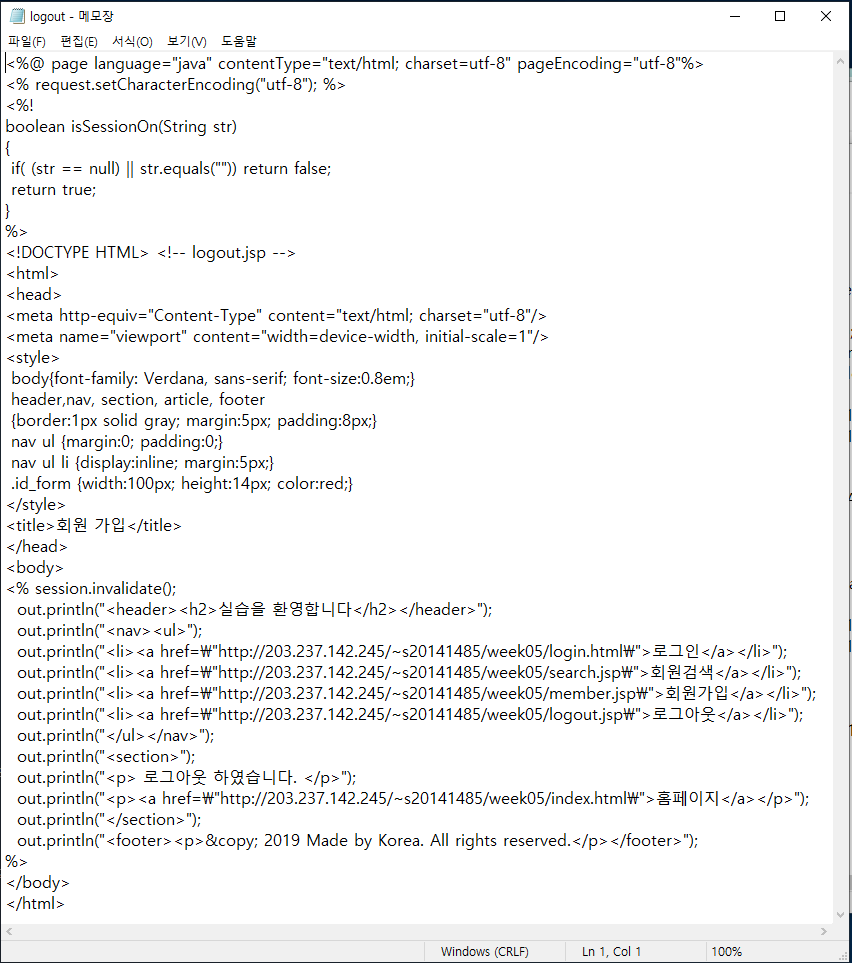 logout - 메모장
파일(F) 편집(E) 서식(O) 보기(V) 도움말
<%@ page language="java" contentType="text/html; charset=utf-8" pageEncoding="utf-8"%>
<% request.setCharacterEncoding("utf-8"); %>
<%!
boolean isSessionOn(String str)
{
 if( (str == null) || str.equals("")) return false;
 return true;
}
%>
<!DOCTYPE HTML> <!-- logout.jsp -->
<html>
<head>
<meta http-equiv="Content-Type" content="text/html; charset="utf-8"/>
<meta name="viewport" content="width=device-width, initial-scale=1"/>
<style>
 body{font-family: Verdana, sans-serif; font-size:0.8em;}
 header,nav, section, article, footer
 {border:1px solid gray; margin:5px; padding:8px;}
 nav ul {margin:0; padding:0;}
 nav ul li {display:inline; margin:5px;}
 .id_form {width:100px; height:14px; color:red;}
</style>
<title>회원 가입</title>
</head>
<body>
<% session.invalidate();
  out.println("<header><h2>실습을 환영합니다</h2></header>");
  out.println("<nav><ul>");
  out.println("<li><a href=₩"http://203.237.142.245/~s20141485/week05/login.html₩">로그인</a></li>");
  out.println("<li><a href=₩"http://203.237.142.245/~s20141485/week05/search.jsp₩">회원검색</a></li>");
  out.println("<li><a href=₩"http://203.237.142.245/~s20141485/week05/member.jsp₩">회원가입</a></li>");
  out.println("<li><a href=₩"http://203.237.142.245/~s20141485/week05/logout.jsp₩">로그아웃</a></li>");
  out.println("</ul></nav>");
  out.println("<section>");
  out.println("<p> 로그아웃 하였습니다. </p>");
  out.println("<p><a href=₩"http://203.237.142.245/~s20141485/week05/index.html₩">홈페이지</a></p>");
  out.println("</section>");
  out.println("<footer><p>&copy; 2019 Made by Korea. All rights reserved.</p></footer>");
%>
</body>
</html>
Windows (CRLF) Ln 1, Col 1 100%